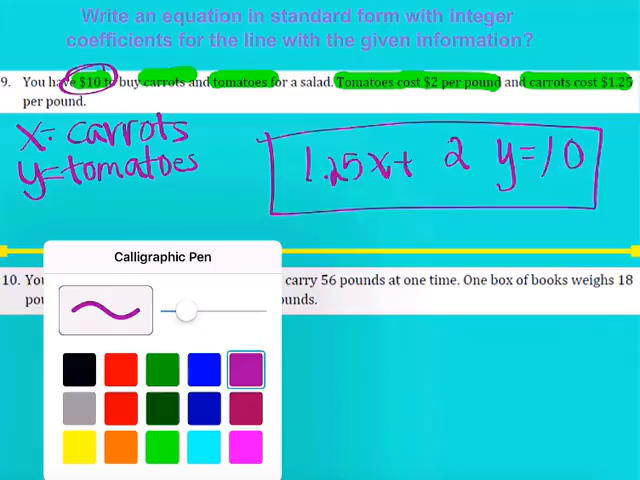 Write an equation in standard form with integer
coefficients for the line with the given information?
9. You have $10 to buy carrots and tomatoes for a salad. Tomatoes cost $2 per pound and carrots cost $1.25
per pound.
x= carrots
y=tomatoes
1.25x+ 2 y=10
Calligraphic Pen
10. You carry 56 pounds at one time. One box of books weighs 18
pou unds.